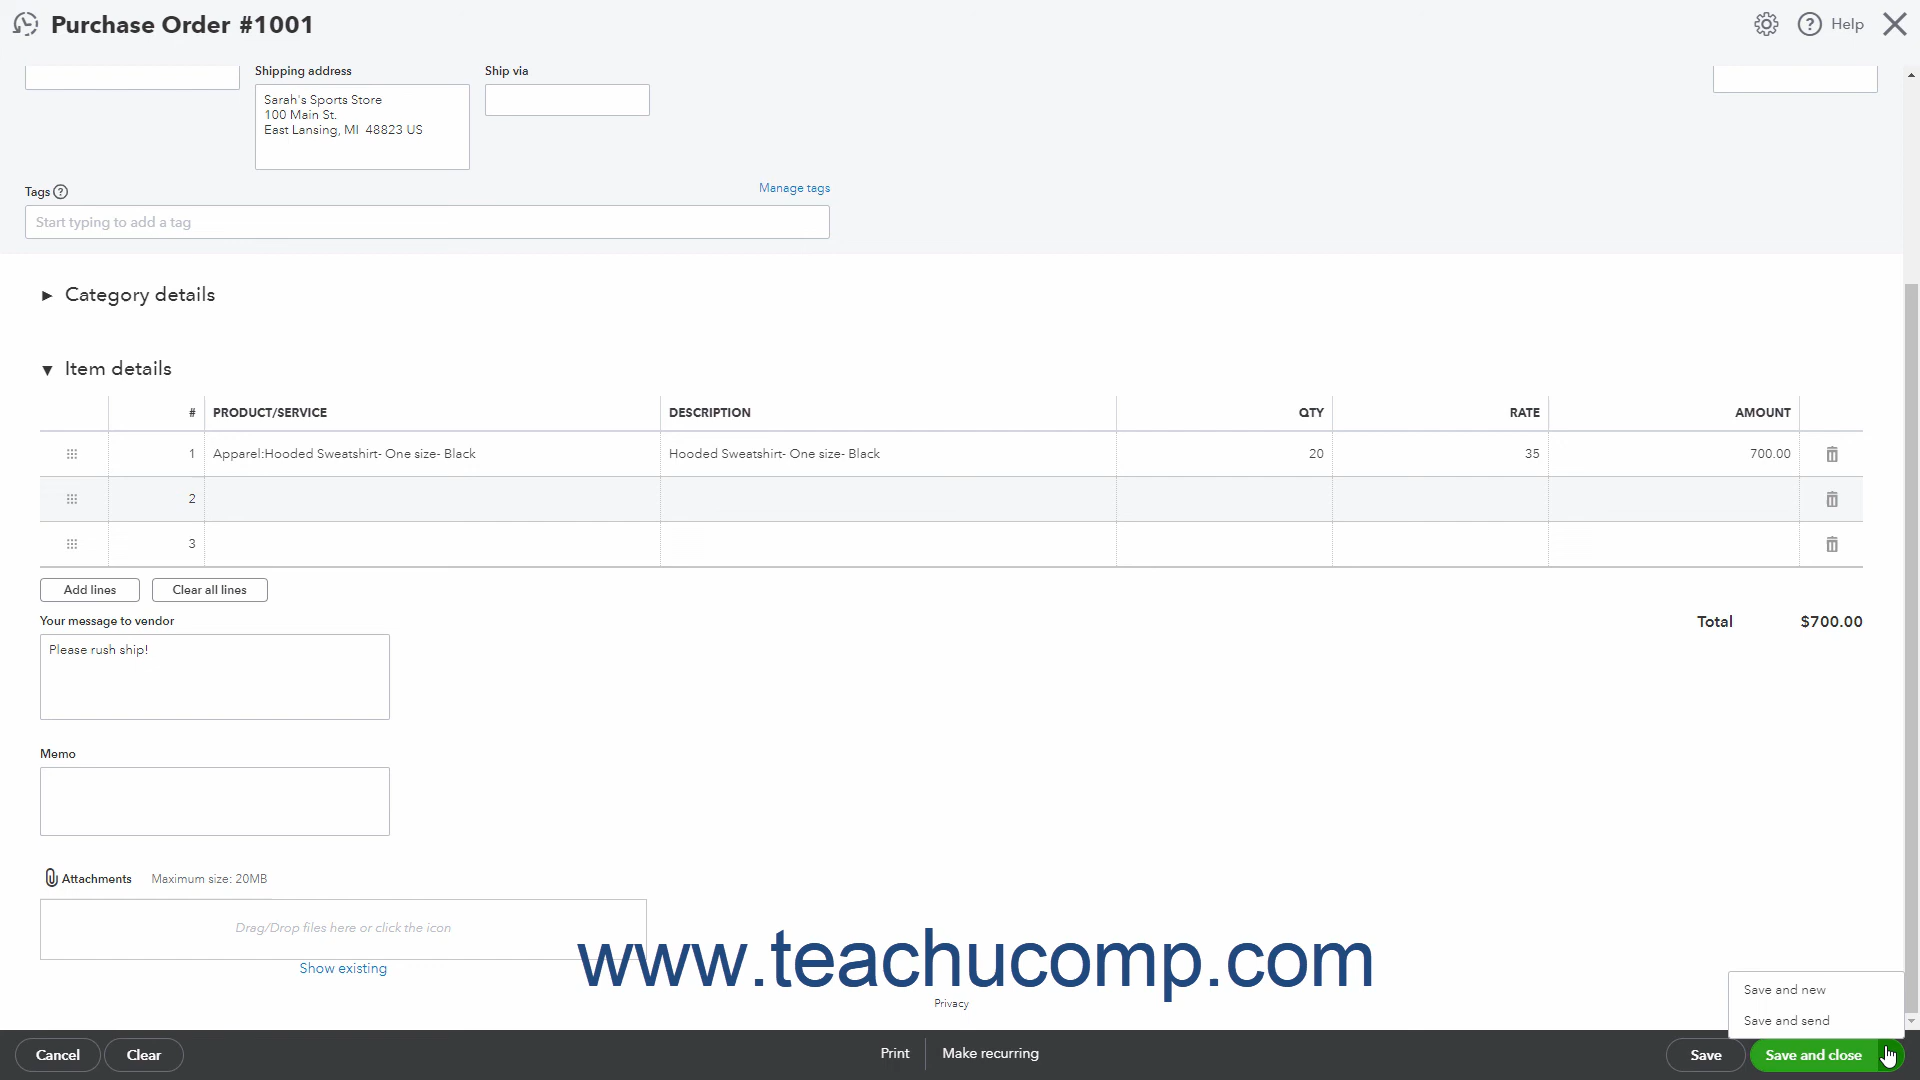 Purchase Order #1001
Help
Shipping address
Ship via
Sarah's Sports Store
100 Main St.
East Lansing, MI  48823 US
Tags
Manage tags
Start typing to add a tag
Category details
Item details
# PRODUCT/SERVICE DESCRIPTION QTY RATE AMOUNT
1 Apparel:Hooded Sweatshirt- One size- Black Hooded Sweatshirt- One size- Black 20 35 700.00
2
3
Add lines Clear all lines
Your message to vendor
Total $700.00
Please rush ship!
Memo
Attachments Maximum size: 20MB
Drag/Drop files here or click the icon
Show existing
www.teachucomp.com
Privacy
Save and new
Save and send
Cancel Clear Print Make recurring Save Save and close